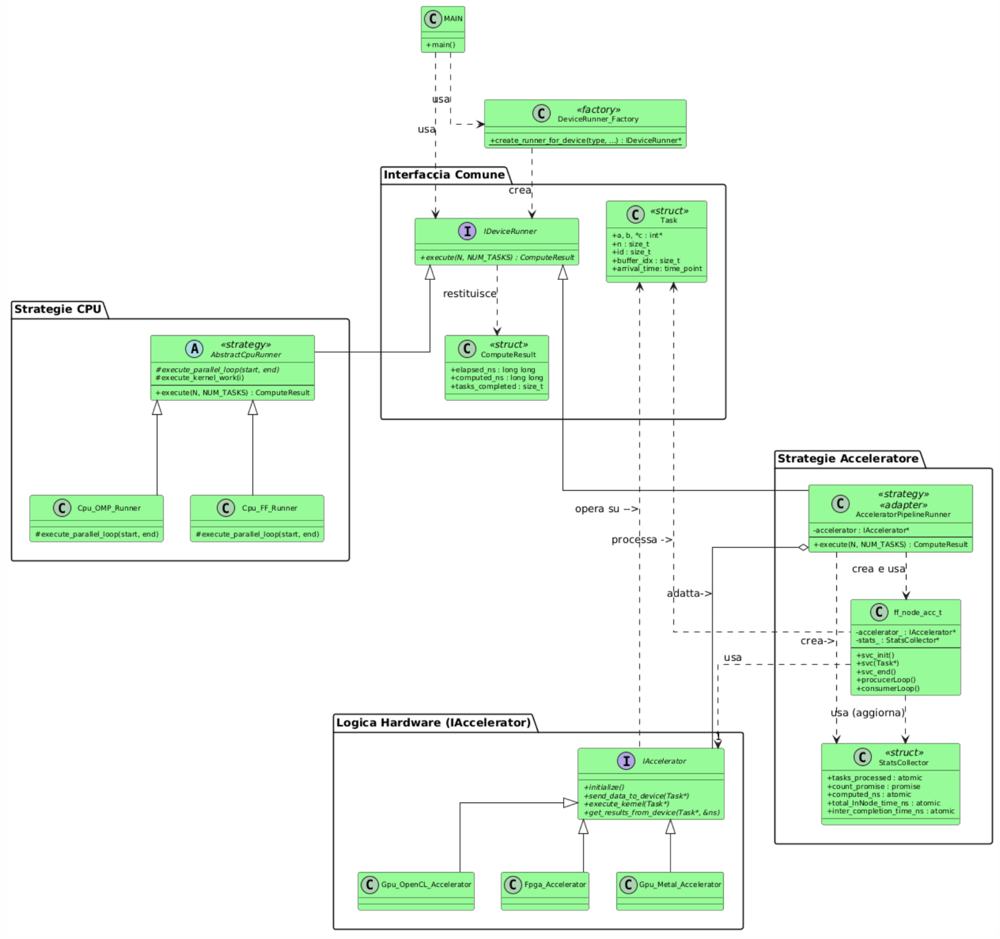 C MAIN
+main()
usa
usa
C «factory»
DeviceRunner_Factory
+create_runner_for_device(type, ...) : IDeviceRunner*
crea
Interfaccia Comune
I IDeviceRunner
+execute(N, NUM_TASKS) : ComputeResult
C «struct»
Task
+a, b, *c : int*
+n : size_t
+id : size_t
+buffer_idx : size_t
+arrival_time: time_point
restituisce
C «struct»
ComputeResult
+elapsed_ns : long long
+computed_ns : long long
+tasks_completed : size_t
Strategie CPU
A «strategy»
AbstractCpuRunner
#execute_parallel_loop(start, end)
#execute_kernel_work(i)
+execute(N, NUM_TASKS) : ComputeResult
C Cpu_OMP_Runner
#execute_parallel_loop(start, end)
C Cpu_FF_Runner
#execute_parallel_loop(start, end)
Strategie Acceleratore
C «strategy»
«adapter»
AcceleratorPipelineRunner
-accelerator : IAccelerator*
+execute(N, NUM_TASKS) : ComputeResult
opera su -->
processa ->
adatta->
crea e usa
C ff_node_acc_t
-accelerator_ : IAccelerator*
-stats_ : StatsCollector*
+svc_init()
+svc(Task*)
+svc_end()
+procucerLoop()
+consumerLoop()
crea->
usa
usa (aggiorna)
C «struct»
StatsCollector
+tasks_processed : atomic
+count_promise : promise
+computed_ns : atomic
+total_InNode_time_ns : atomic
+inter_completion_time_ns : atomic
Logica Hardware (IAccelerator)
1
I IAccelerator
+initialize()
+send_data_to_device(Task*)
+execute_kernel(Task*)
+get_results_from_device(Task*, &ns)
C Gpu_OpenCL_Accelerator
C Fpga_Accelerator
C Gpu_Metal_Accelerator